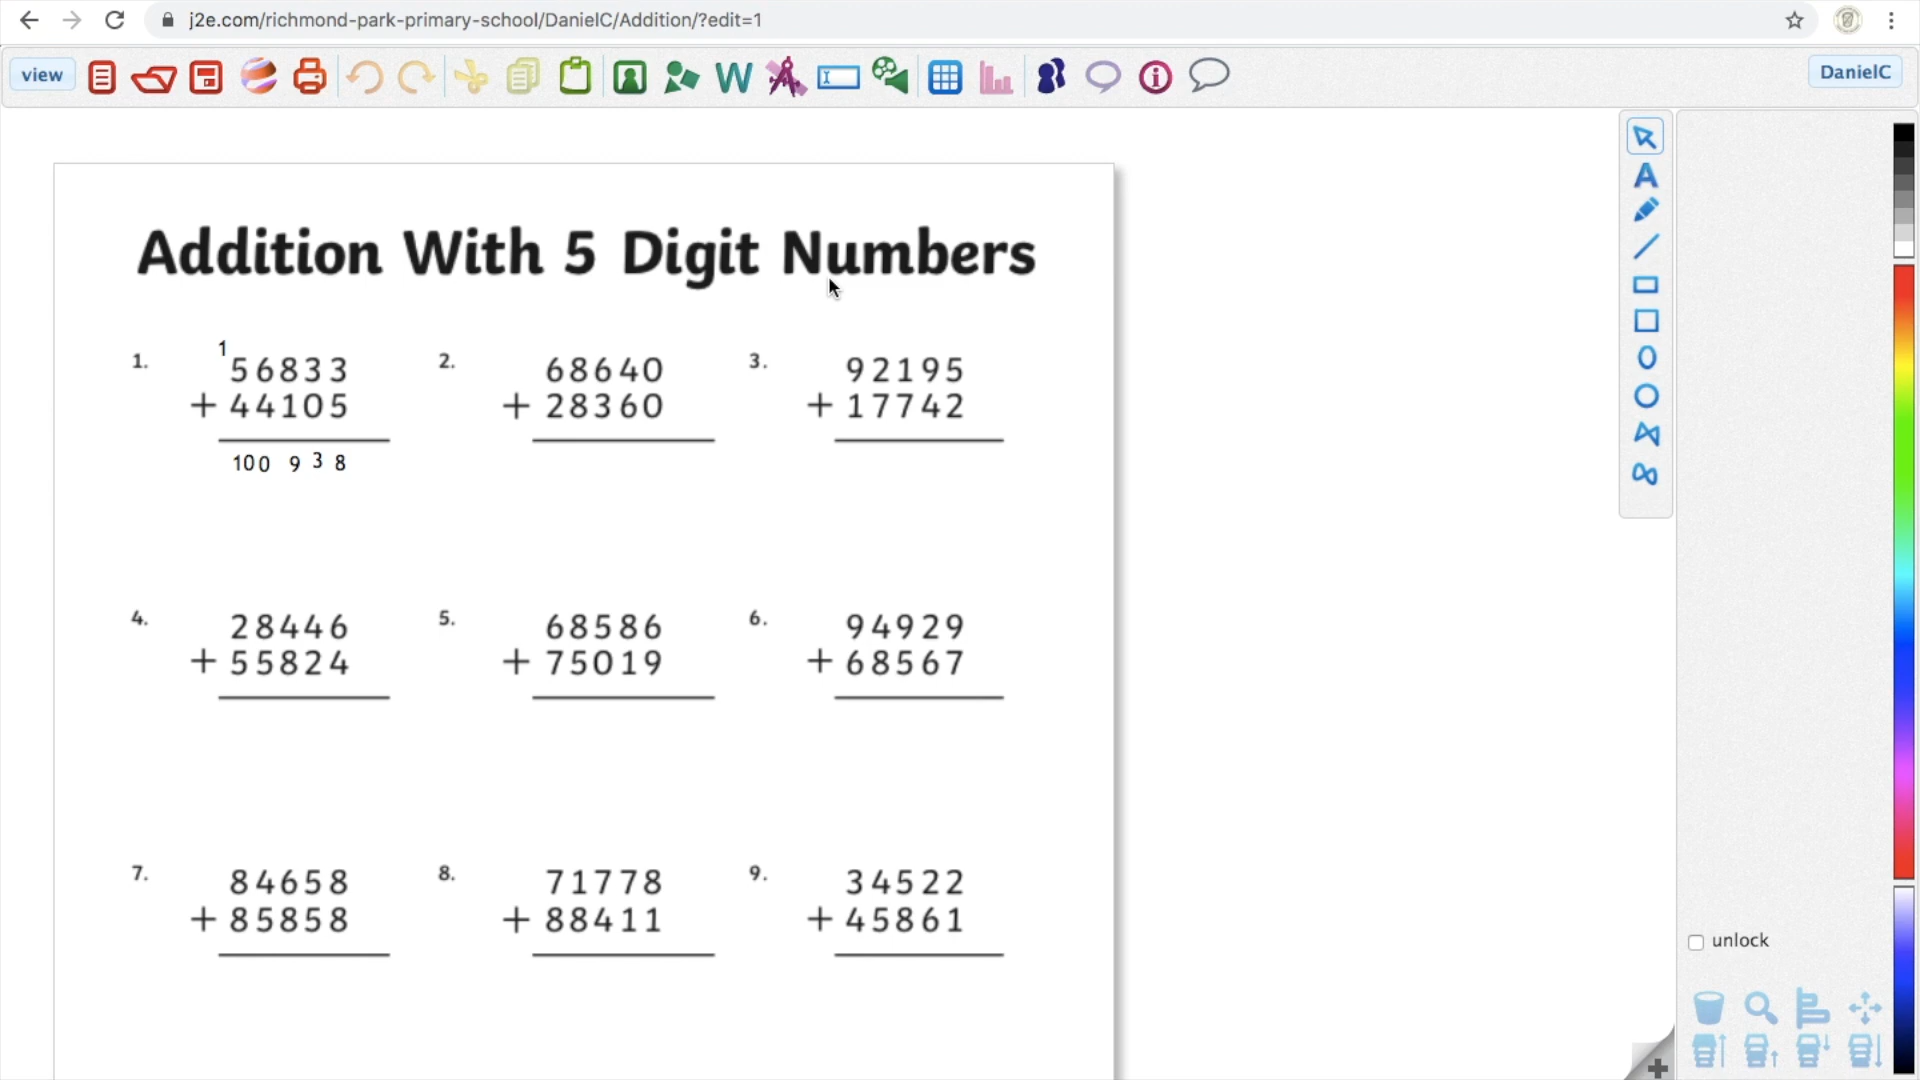 j2e.com/richmond-park-primary-school/DanielC/Addition/?edit=1
view
W
DanielC
A
Addition With 5 Digit Numbers
1. 1 56833
+ 44105
100 9 3 8
2. 68640
+ 28360
3. 92195
+ 17742
4. 28446
+ 55824
5. 68586
+ 75019
6. 94929
+ 68567
7. 84658
+ 85858
8. 71778
+ 88411
9. 34522
+ 45861
unlock